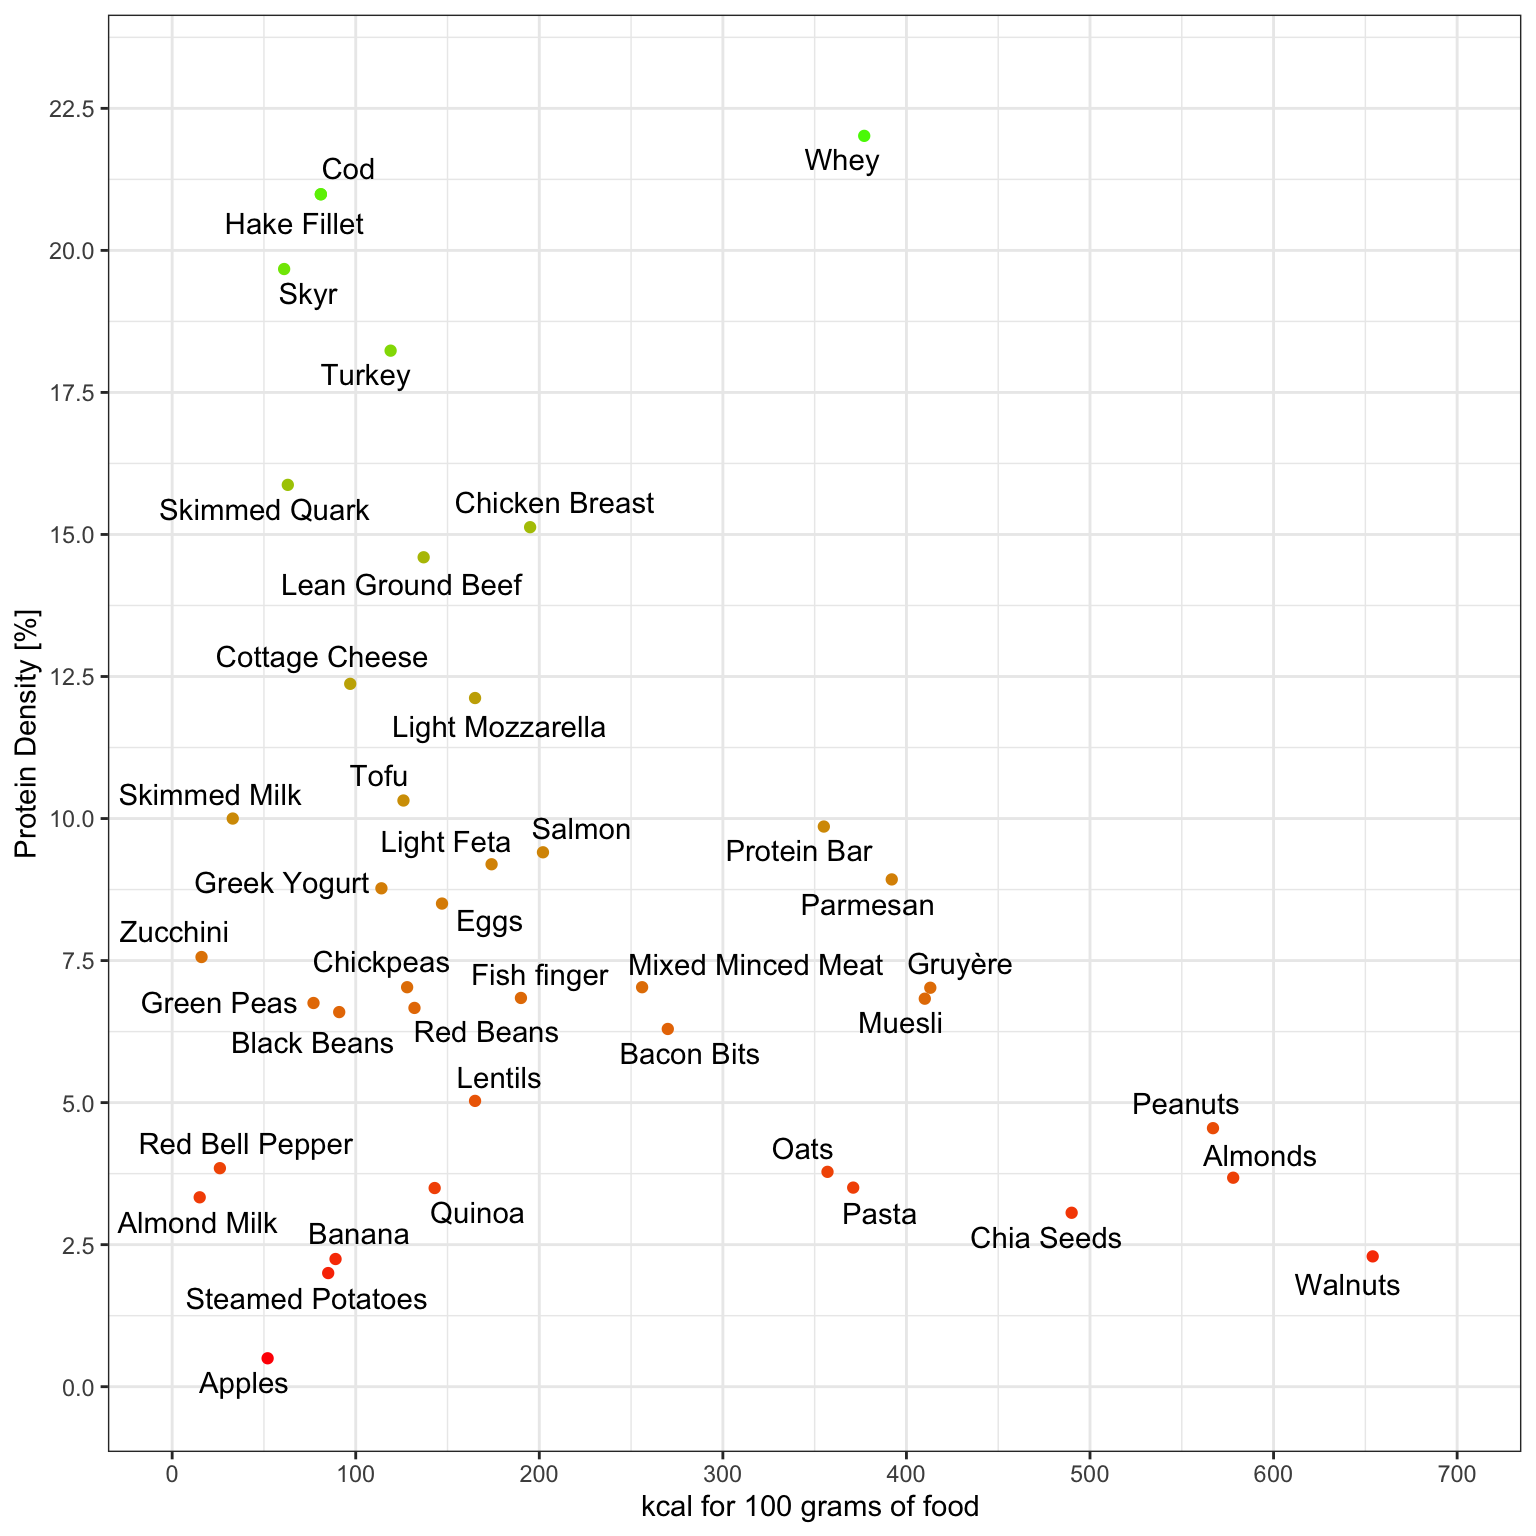 22.5
Whey
Cod
Hake Fillet
20.0
Skyr
Turkey
17.5
Skimmed Quark
Chicken Breast
15.0
Lean Ground Beef
Cottage Cheese
12.5
Light Mozzarella
Tofu
Skimmed Milk
10.0
Light Feta
Salmon
Protein Bar
Greek Yogurt
Parmesan
Eggs
Zucchini
7.5
Chickpeas
Fish finger
Mixed Minced Meat
Gruyère
Green Peas
Muesli
Red Beans
Black Beans
Bacon Bits
Lentils
5.0
Peanuts
Red Bell Pepper
Oats
Almonds
Almond Milk
Quinoa
Pasta
Banana
Chia Seeds
2.5
Steamed Potatoes
Walnuts
Apples
0.0
Protein Density [%]
0 100 200 300 400 500 600 700
kcal for 100 grams of food